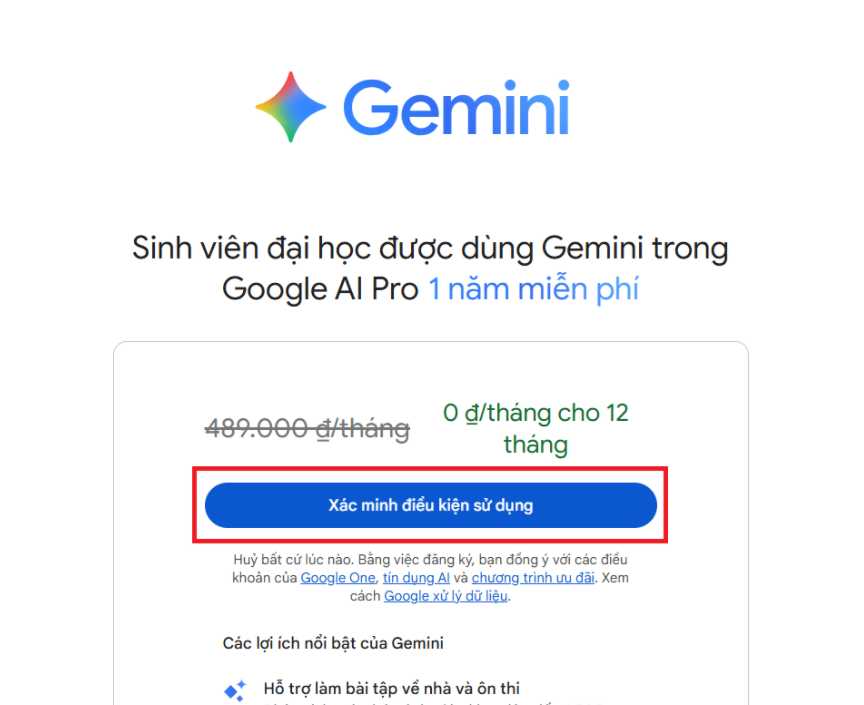 Gemini
Sinh viên đại học được dùng Gemini trong
Google AI Pro 1 năm miễn phí
489.000 ₫/tháng
0 ₫/tháng cho 12
tháng
Xác minh điều kiện sử dụng
Huỷ bất cứ lúc nào. Bằng việc đăng ký, bạn đồng ý với các điều
khoản của Google One, tín dụng AI và chương trình ưu đãi. Xem
cách Google xử lý dữ liệu.
Các lợi ích nổi bật của Gemini
Hỗ trợ làm bài tập về nhà và ôn thi